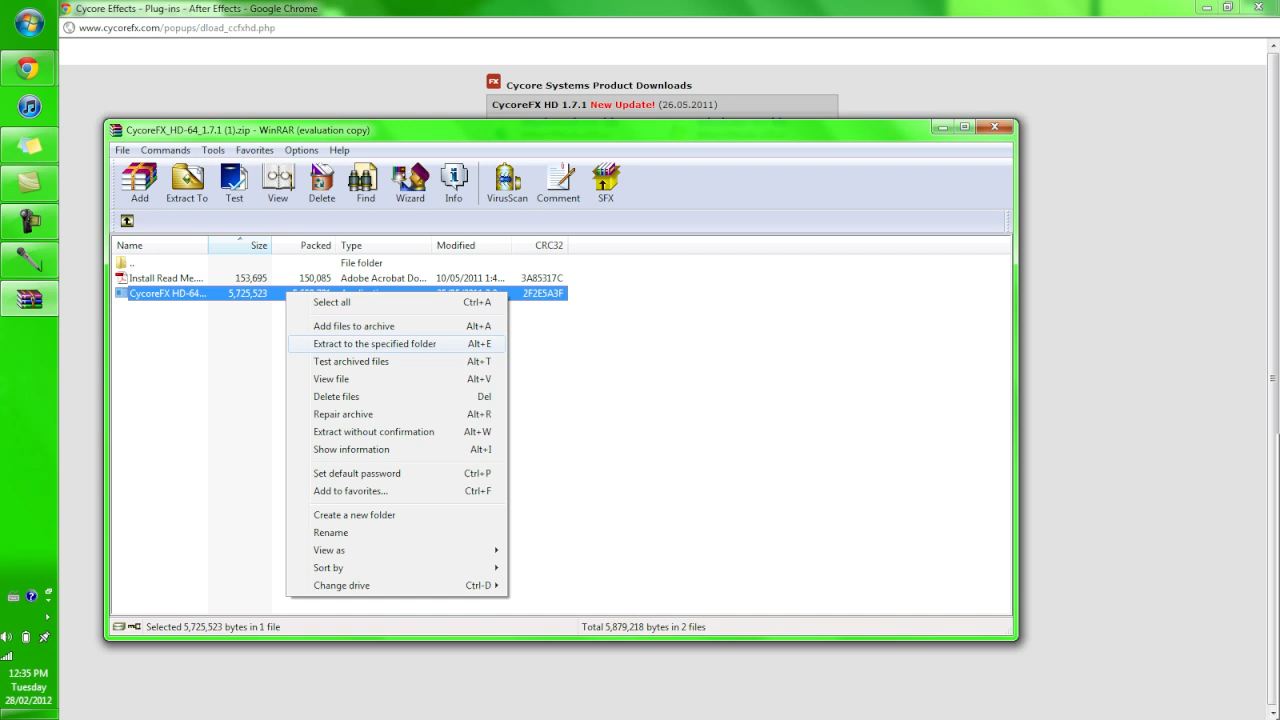 Cycore Effects - Plug-ins - After Effects - Google Chrome
www.cycorefx.com/popups/dload_ccfxhd.php
FX Cycore Systems Product Downloads
CycoreFX HD 1.7.1 New Update! (26.05.2011)
CycoreFX_HD-64_1.7.1 (1).zip - WinRAR (evaluation copy)
File Commands Tools Favorites Options Help
Add Extract To Test View Delete Find Wizard Info VirusScan Comment SFX
Name Size Packed Type Modified CRC32
.. File folder
Install Read Me.... 153,695 150,085 Adobe Acrobat Do... 10/05/2011 1:4... 3A85317C
CycoreFX HD-64... 5,725,523 2F2E5A3F
Select all Ctrl+A
Add files to archive Alt+A
Extract to the specified folder Alt+E
Test archived files Alt+T
View file Alt+V
Delete files Del
Repair archive Alt+R
Extract without confirmation Alt+W
Show information Alt+I
Set default password Ctrl+P
Add to favorites... Ctrl+F
Create a new folder
Rename
View as
Sort by
Change drive Ctrl-D
Selected 5,725,523 bytes in 1 file
Total 5,879,218 bytes in 2 files
12:35 PM
Tuesday
28/02/2012